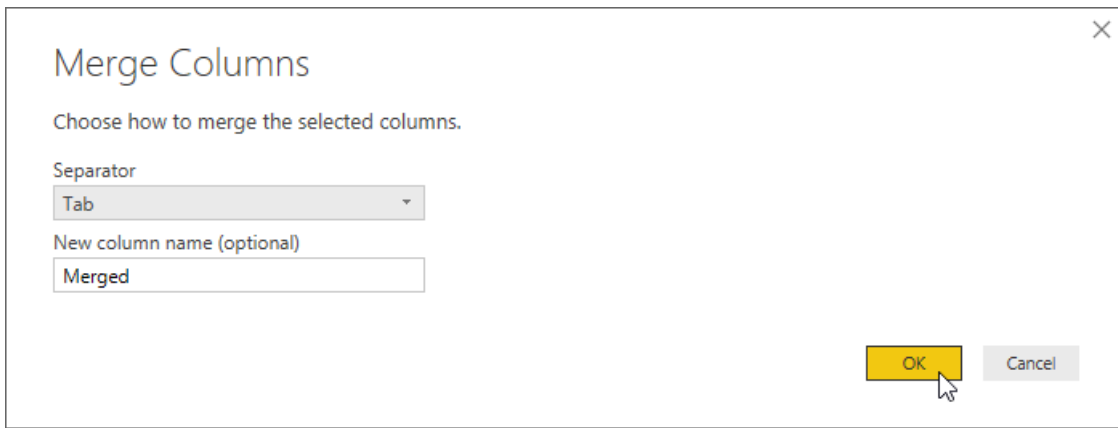 Merge Columns
Choose how to merge the selected columns.
Separator
Tab
New column name (optional)
Merged
OK
Cancel